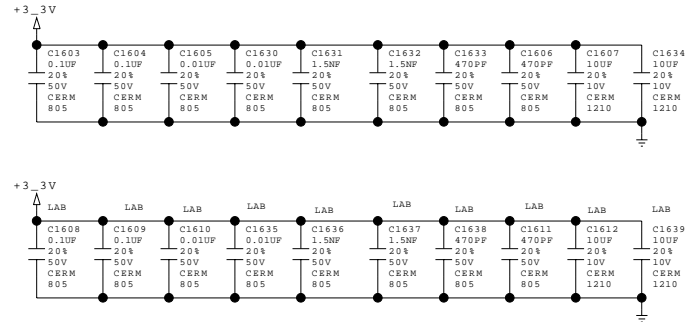 +3_3V
C1603 C1604 C1605 C1630 C1631 C1632 C1633 C1606 C1607 C1634
0.1UF 0.1UF 0.01UF 0.01UF 1.5NF 1.5NF 470PF 470PF 10UF 10UF
20% 20% 20% 20% 20% 20% 20% 20% 20% 20%
50V 50V 50V 50V 50V 50V 50V 50V 10V 10V
CERM CERM CERM CERM CERM CERM CERM CERM CERM CERM
805 805 805 805 805 805 805 805 1210 1210
+3_3V
LAB LAB LAB LAB LAB LAB LAB LAB LAB LAB
C1608 C1609 C1610 C1635 C1636 C1637 C1638 C1611 C1612 C1639
0.1UF 0.1UF 0.01UF 0.01UF 1.5NF 1.5NF 470PF 470PF 10UF 10UF
20% 20% 20% 20% 20% 20% 20% 20% 20% 20%
50V 50V 50V 50V 50V 50V 50V 50V 10V 10V
CERM CERM CERM CERM CERM CERM CERM CERM CERM CERM
805 805 805 805 805 805 805 805 1210 1210